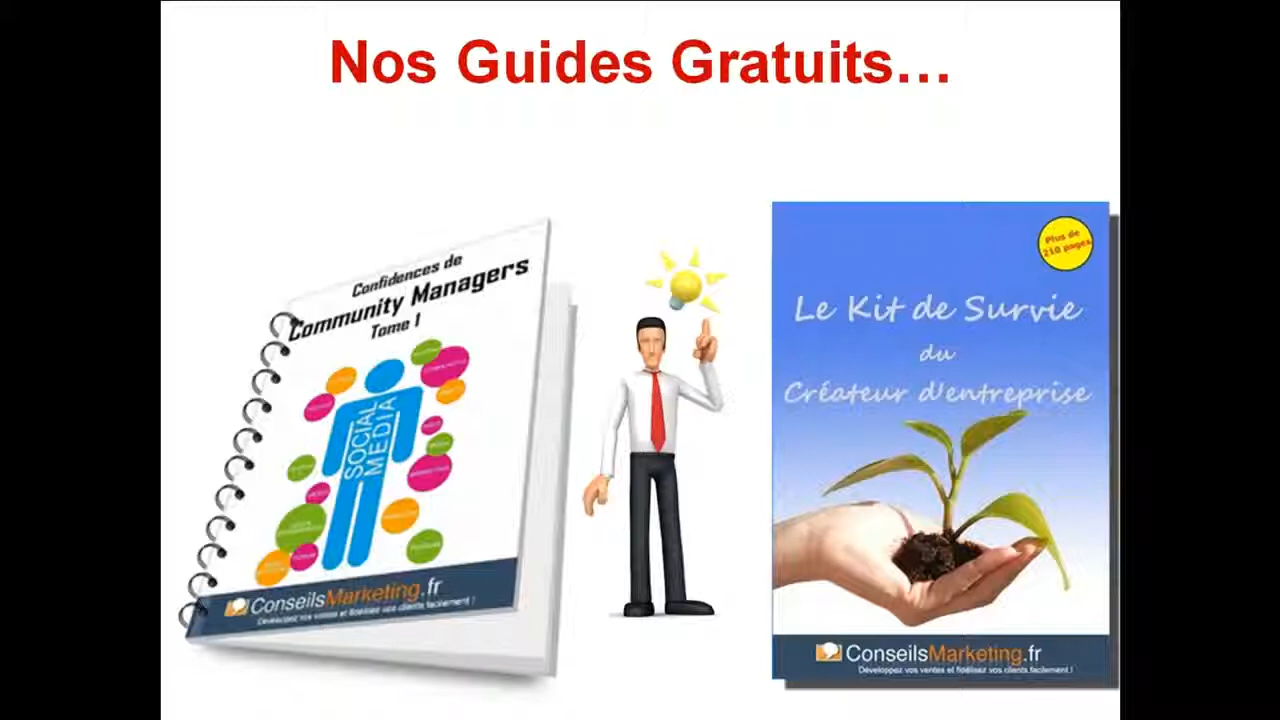 Nos Guides Gratuits...
Confidences de
Community Managers
Tome 1
SOCIAL
MEDIA
ConseilsMarketing.fr
Développez vos ventes et fidélisez vos clients facilement !
Plus de
210 pages
Le Kit de Survie
du
Créateur d'entreprise
ConseilsMarketing.fr
Développez vos ventes et fidélisez vos clients facilement !